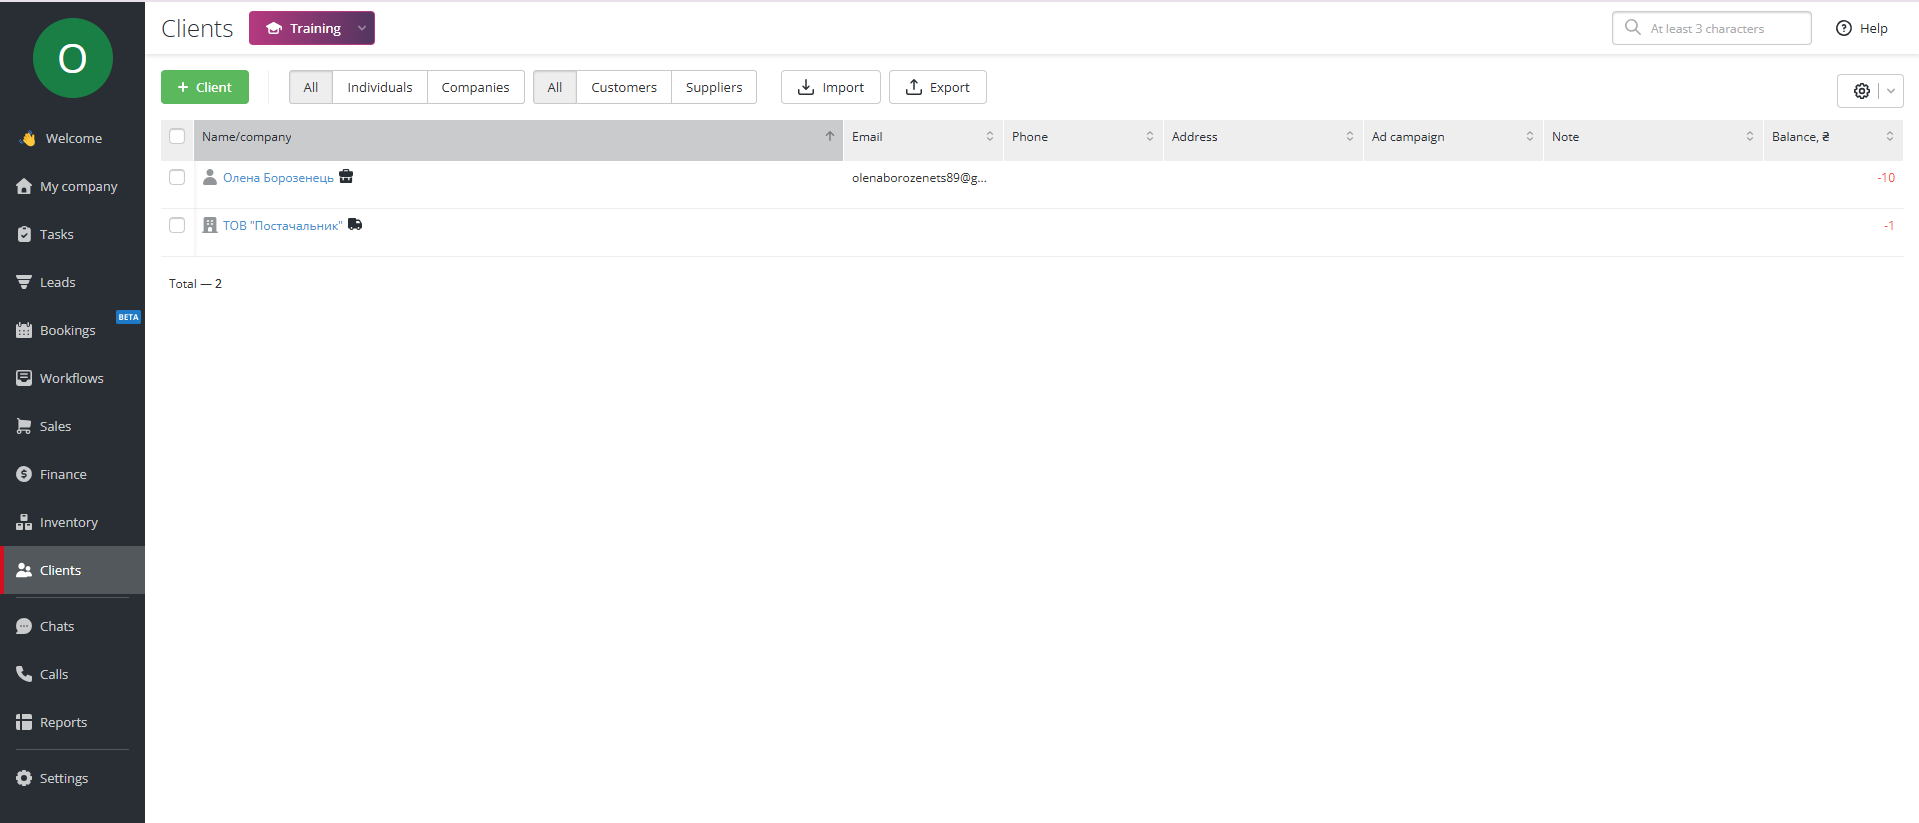 O
Clients
Training
At least 3 characters
Help
+ Client
All
Individuals
Companies
All
Customers
Suppliers
Import
Export
Welcome
My company
Tasks
Leads
Bookings
BETA
Workflows
Sales
Finance
Inventory
Clients
Chats
Calls
Reports
Settings
Name/company Email Phone Address Ad campaign Note Balance, ₴
Олена Борозенець olenaborozenets89@g... -10
ТОВ "Постачальник" -1
Total — 2